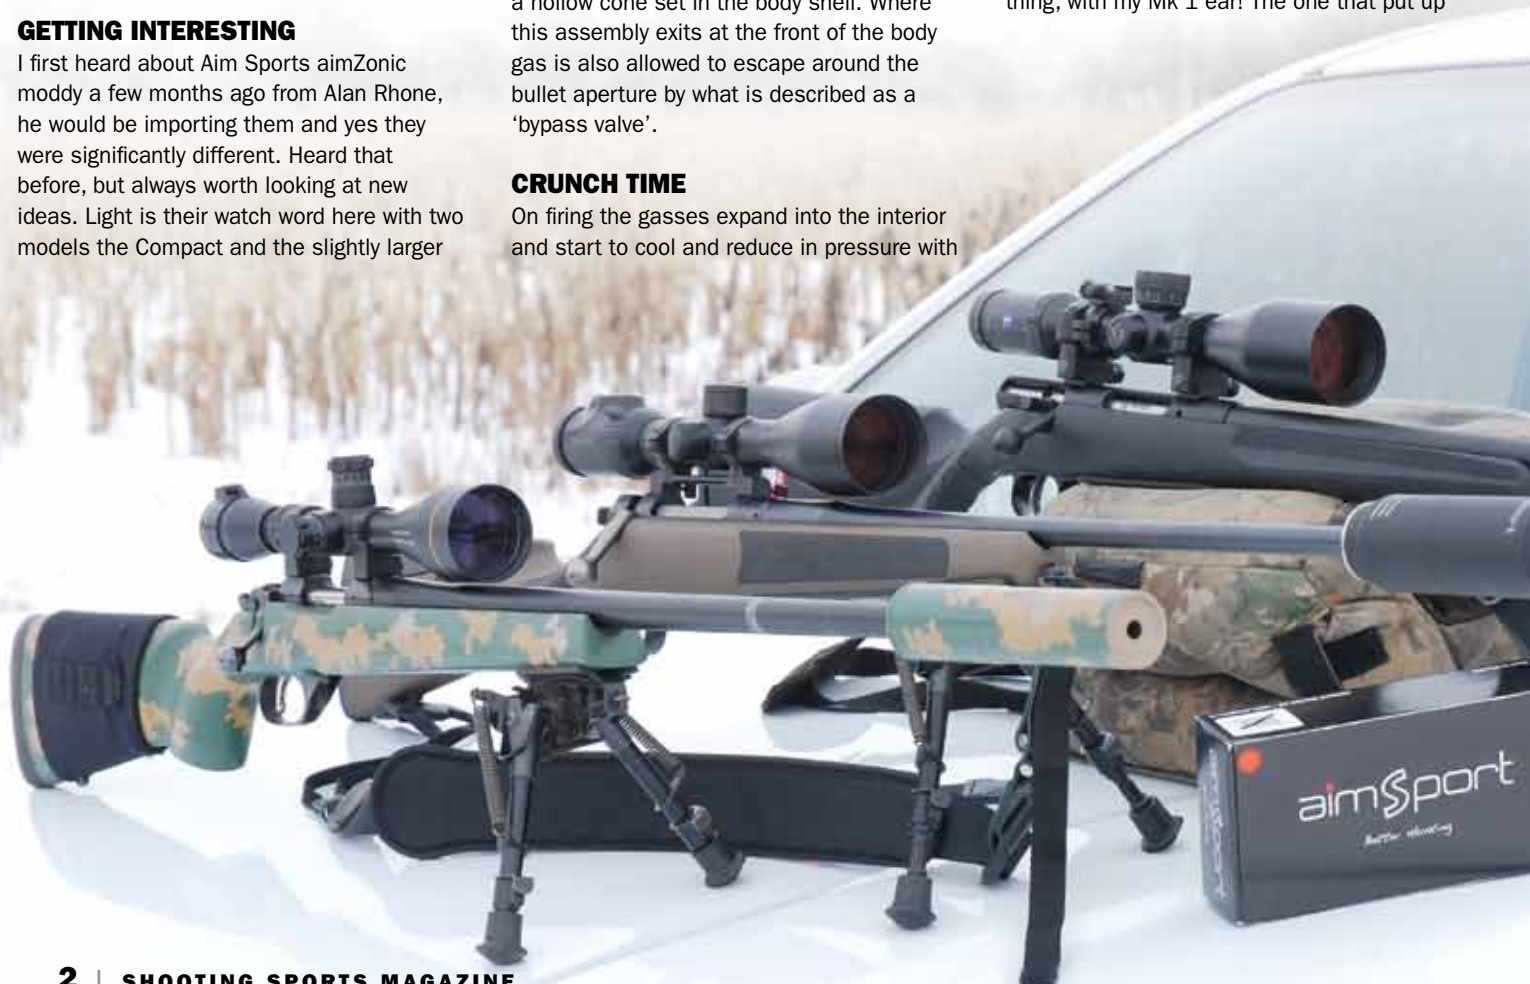 GETTING INTERESTING
I first heard about Aim Sports aimZonic
moddy a few months ago from Alan Rhone,
he would be importing them and yes they
were significantly different. Heard that
before, but always worth looking at new
ideas. Light is their watch word here with two
models the Compact and the slightly larger
a hollow cone set in the body shell. Where
this assembly exits at the front of the body
gas is also allowed to escape around the
bullet aperture by what is described as a
‘bypass valve’.
CRUNCH TIME
On firing the gasses expand into the interior
and start to cool and reduce in pressure with
thing, with my Mk 1 ear! The one that put up
aimSport
Better shooting
2 | SHOOTING SPORTS MAGAZINE